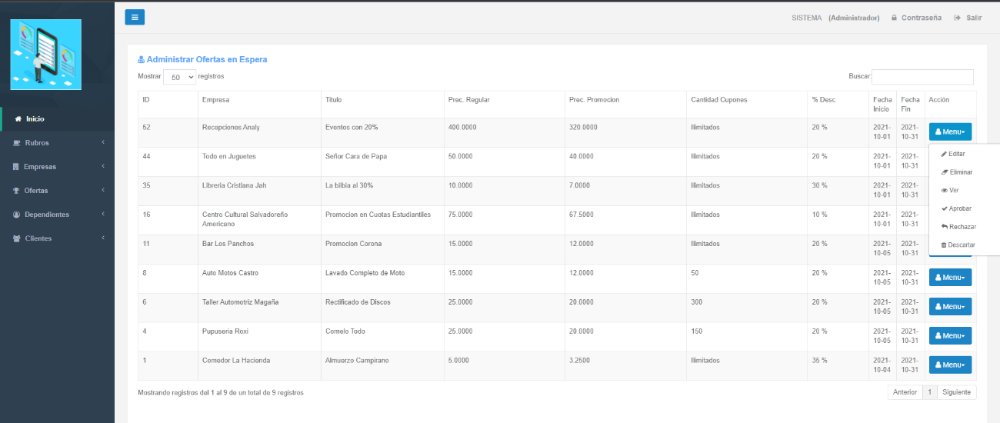 SISTEMA (Administrador) Contraseña Salir
Administrar Ofertas en Espera
Mostrar 50 registros
Buscar:
Inicio
Rubros
Empresas
Ofertas
Dependientes
Clientes
ID Empresa Titulo Prec. Regular Prec. Promocion Cantidad Cupones % Desc Fecha Inicio Fecha Fin Acción
52 Recepciones Analy Eventos con 20% 400.0000 320.0000 Ilimitados 20 % 2021-10-01 2021-10-31 Menu
44 Todo en Juguetes Señor Cara de Papa 50.0000 40.0000 Ilimitados 20 % 2021-10-01 2021-10-31
35 Libreria Cristiana Jah La bilbia al 30% 10.0000 7.0000 Ilimitados 30 % 2021-10-01 2021-10-31
16 Centro Cultural Salvadoreño Americano Promocion en Cuotas Estudiantiles 75.0000 67.5000 Ilimitados 10 % 2021-10-01 2021-10-31
11 Bar Los Panchos Promocion Corona 15.0000 12.0000 Ilimitados 20 % 2021-10-05 2021-10-31
8 Auto Motos Castro Lavado Completo de Moto 15.0000 12.0000 50 20 % 2021-10-05 2021-10-31 Menu
6 Taller Automotriz Magaña Rectificado de Discos 25.0000 20.0000 300 20 % 2021-10-05 2021-10-31 Menu
4 Pupuseria Roxi Comelo Todo 25.0000 20.0000 150 20 % 2021-10-05 2021-10-31 Menu
1 Comedor La Hacienda Almuerzo Campirano 5.0000 3.2500 Ilimitados 35 % 2021-10-04 2021-10-31 Menu
Editar
Eliminar
Ver
Aprobar
Rechazar
Descartar
Mostrando registros del 1 al 9 de un total de 9 registros
Anterior 1 Siguiente